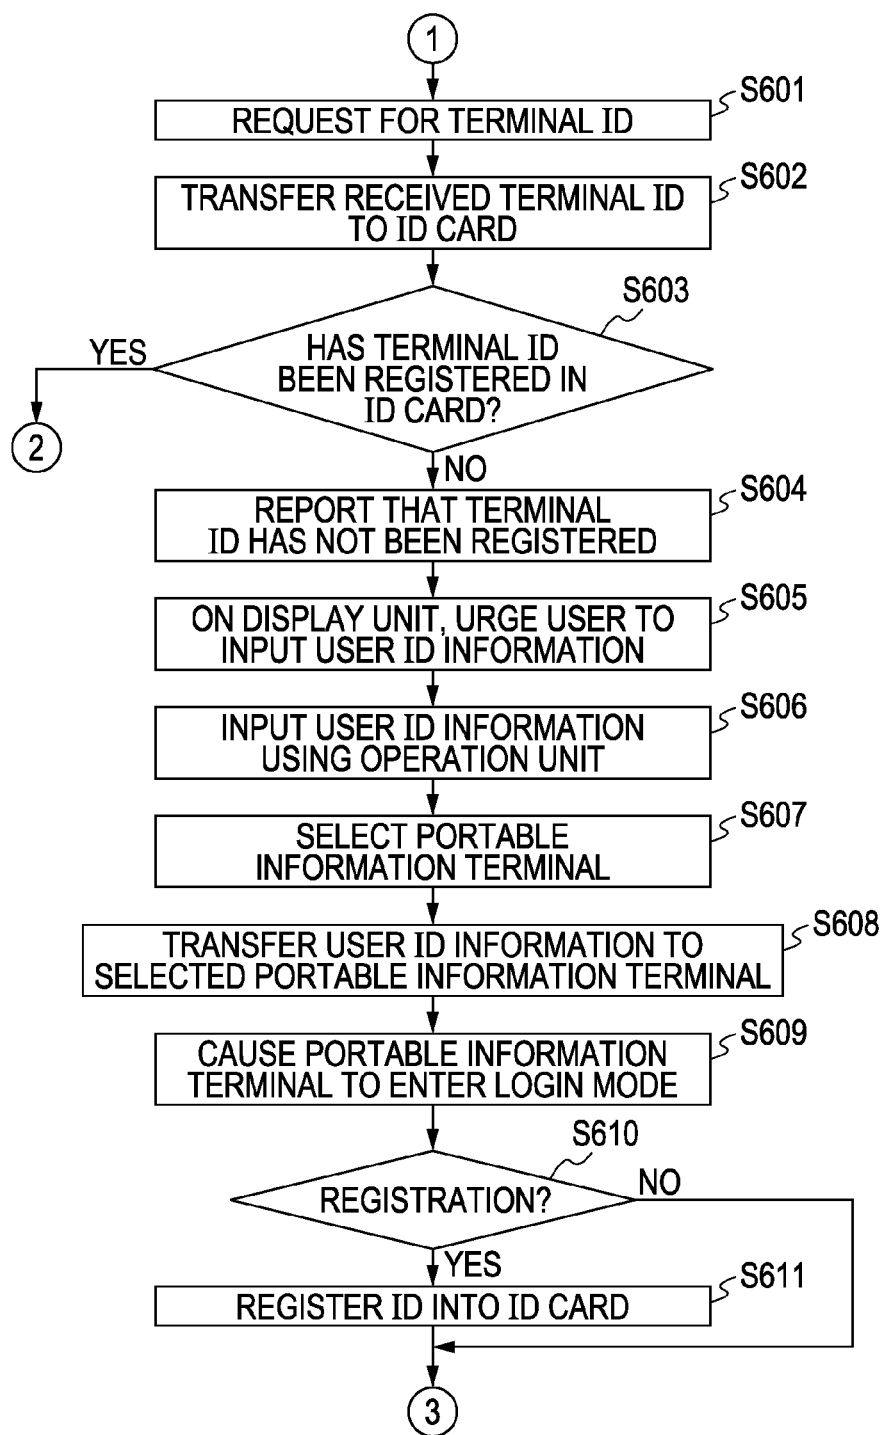 1
S601
REQUEST FOR TERMINAL ID
S602
TRANSFER RECEIVED TERMINAL ID
TO ID CARD
S603
HAS TERMINAL ID
BEEN REGISTERED IN
ID CARD?
YES
2
NO
S604
REPORT THAT TERMINAL
ID HAS NOT BEEN REGISTERED
S605
ON DISPLAY UNIT, URGE USER TO
INPUT USER ID INFORMATION
S606
INPUT USER ID INFORMATION
USING OPERATION UNIT
S607
SELECT PORTABLE
INFORMATION TERMINAL
S608
TRANSFER USER ID INFORMATION TO
SELECTED PORTABLE INFORMATION TERMINAL
S609
CAUSE PORTABLE INFORMATION
TERMINAL TO ENTER LOGIN MODE
S610
REGISTRATION?
NO
YES
S611
REGISTER ID INTO ID CARD
3